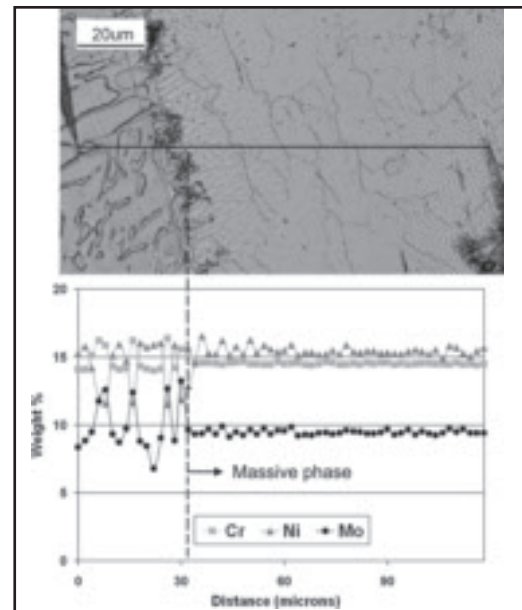 20um
20
15
10
5
0
Weight %
Massive phase
Cr Ni Mo
0 30 60 90
Distance (microns)